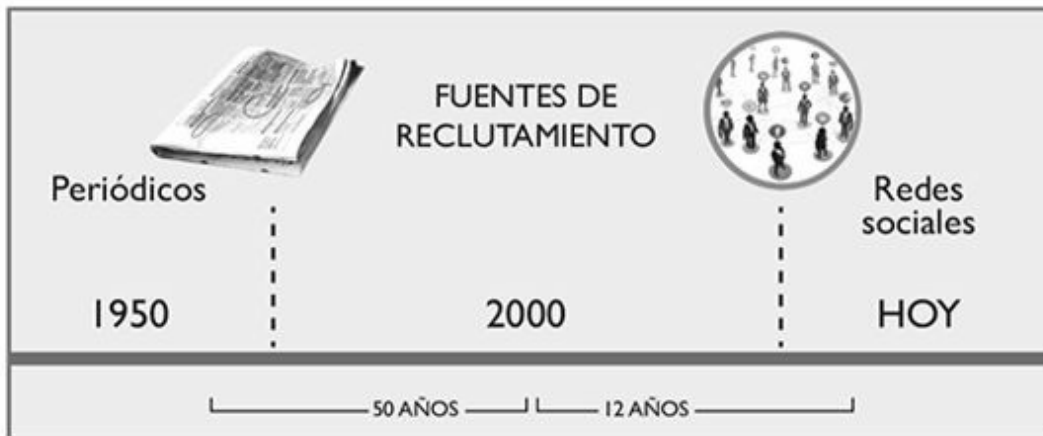 FUENTES DE
RECLUTAMIENTO
Periódicos
Redes
sociales
1950
2000
HOY
50 AÑOS
12 AÑOS